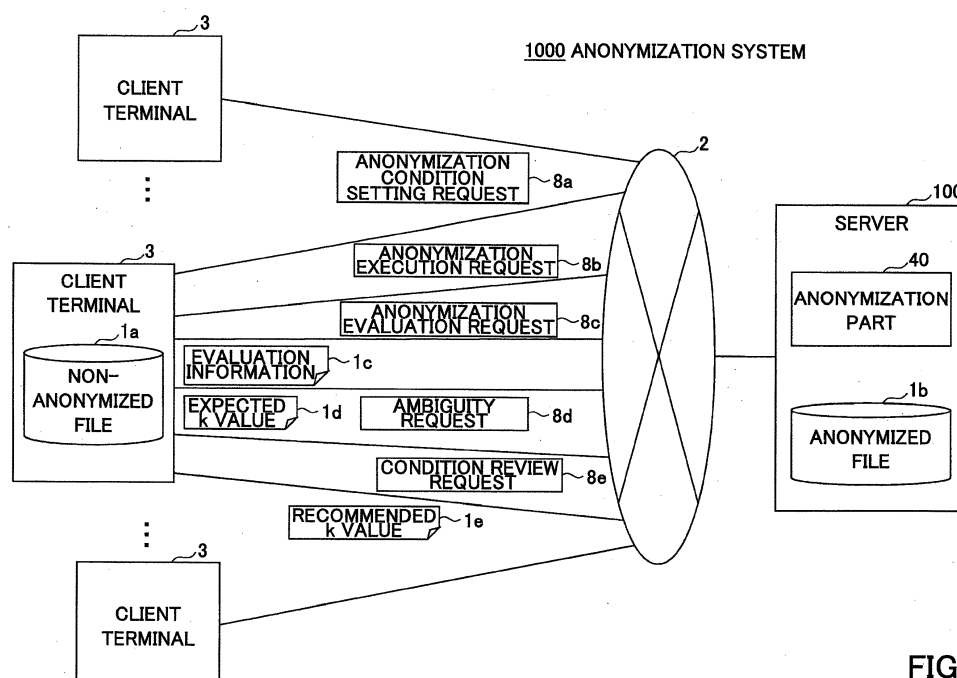 3
1000 ANONYMIZATION SYSTEM
CLIENT
TERMINAL
2
ANONYMIZATION
CONDITION
SETTING REQUEST
8a
100
SERVER
3
CLIENT
TERMINAL
ANONYMIZATION
EXECUTION REQUEST
8b
40
ANONYMIZATION
PART
ANONYMIZATION
EVALUATION REQUEST
8c
1a
NON-
ANONYMIZED
FILE
EVALUATION
INFORMATION
1c
EXPECTED
k VALUE
1d
AMBIGUITY
REQUEST
8d
1b
ANONYMIZED
FILE
CONDITION REVIEW
REQUEST
8e
RECOMMENDED
k VALUE
1e
3
CLIENT
TERMINAL
FIG